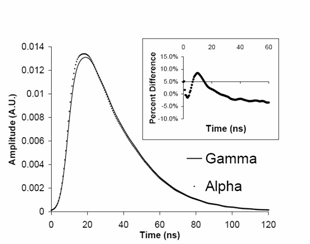 0.014
0.012
0.01
0.008
0.006
0.004
0.002
0
Amplitude (A.U.)
0 20 40 60 80 100 120
Time (ns)
15.0%
10.0%
5.0%
0.0%
-5.0%
-10.0%
Percent Difference
0 20 40 60
Time (ns)
Gamma
Alpha